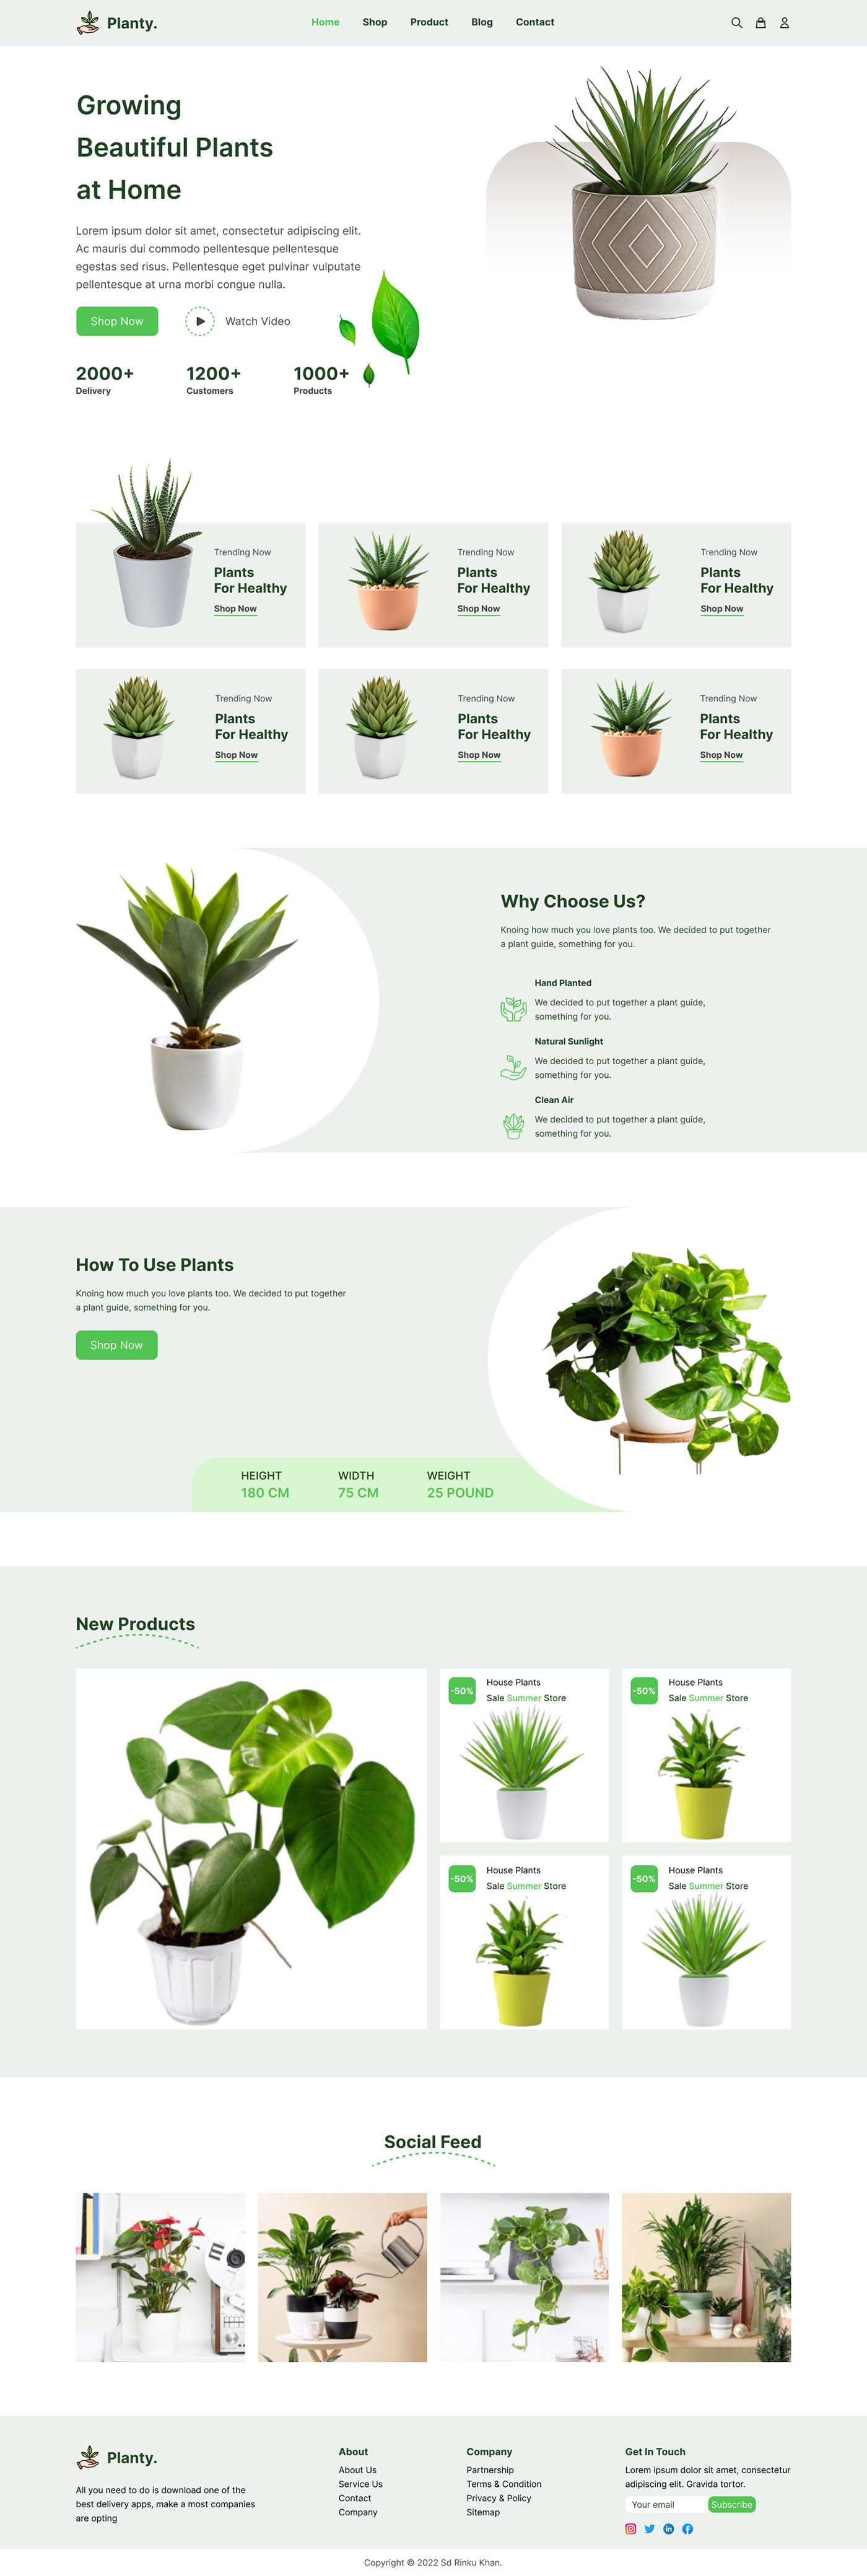 Planty.
Home
Shop
Product
Blog
Contact
Growing
Beautiful Plants
at Home
Lorem ipsum dolor sit amet, consectetur adipiscing elit.
Ac mauris dui commodo pellentesque pellentesque
egestas sed risus. Pellentesque eget pulvinar vulputate
pellentesque at urna morbi congue nulla.
Shop Now
Watch Video
2000+
Delivery
1200+
Customers
1000+
Products
Trending Now
Plants
For Healthy
Shop Now
Trending Now
Plants
For Healthy
Shop Now
Trending Now
Plants
For Healthy
Shop Now
Trending Now
Plants
For Healthy
Shop Now
Trending Now
Plants
For Healthy
Shop Now
Trending Now
Plants
For Healthy
Shop Now
Why Choose Us?
Knoing how much you love plants too. We decided to put together
a plant guide, something for you.
Hand Planted
We decided to put together a plant guide,
something for you.
Natural Sunlight
We decided to put together a plant guide,
something for you.
Clean Air
We decided to put together a plant guide,
something for you.
How To Use Plants
Knoing how much you love plants too. We decided to put together
a plant guide, something for you.
Shop Now
HEIGHT
180 CM
WIDTH
75 CM
WEIGHT
25 POUND
New Products
-50%
House Plants
Sale Summer Store
-50%
House Plants
Sale Summer Store
-50%
House Plants
Sale Summer Store
-50%
House Plants
Sale Summer Store
Social Feed
Planty.
All you need to do is download one of the
best delivery apps, make a most companies
are opting
About
About Us
Service Us
Contact
Company
Company
Partnership
Terms & Condition
Privacy & Policy
Sitemap
Get In Touch
Lorem ipsum dolor sit amet, consectetur
adipiscing elit. Gravida tortor.
Your email
Subscribe
Copyright © 2022 Sd Rinku Khan.